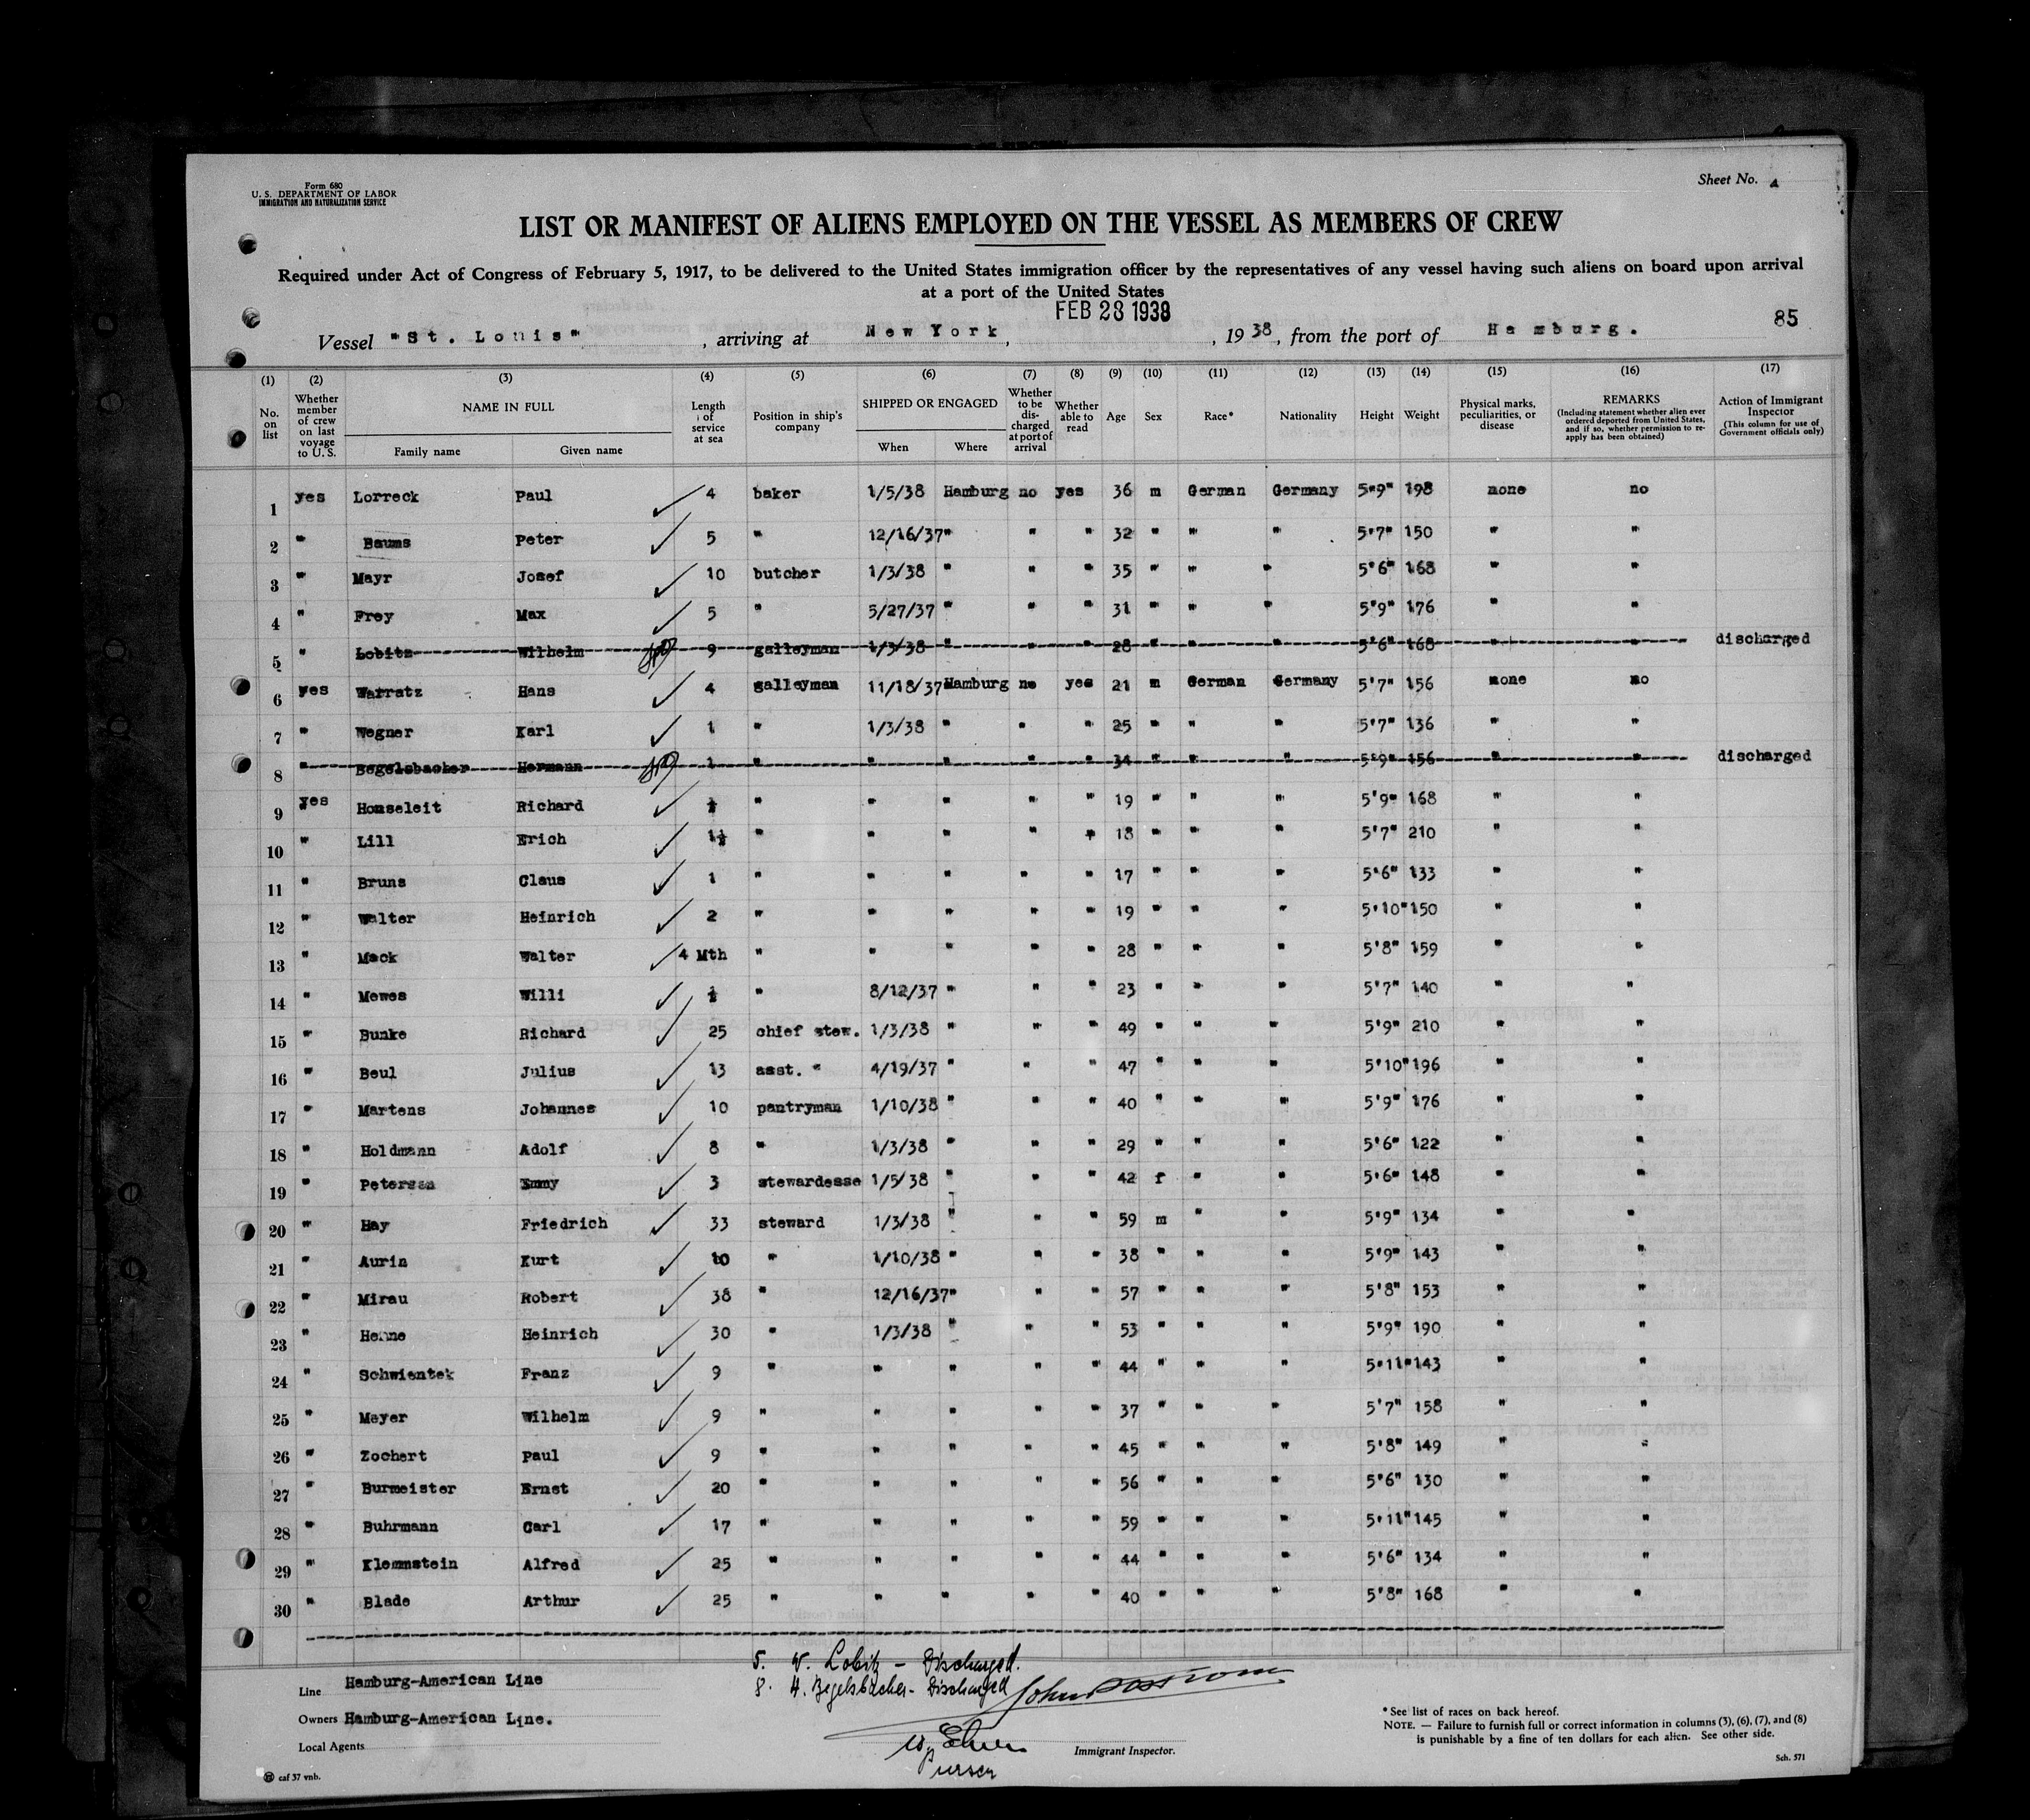 Form 680
U. S. DEPARTMENT OF LABOR
IMMIGRATION AND NATURALIZATION SERVICE
Sheet No.
LIST OR MANIFEST OF ALIENS EMPLOYED ON THE VESSEL AS MEMBERS OF CREW
Required under Act of Congress of February 5, 1917, to be delivered to the United States immigration officer by the representatives of any vessel having such aliens on board upon arrival
at a port of the United States
FEB 28 1938
85
Vessel "St. Louis", arriving at New York, , 1938, from the port of Hamburg.
(1) (2) (3) (4) (5) (6) (7) (8) (9) (10) (11) (12) (13) (14) (15) (16) (17)
No. on list
Whether member of crew on last voyage to U. S.
NAME IN FULL
Family name Given name
Length of service at sea
Position in ship's company
SHIPPED OR ENGAGED
When Where
Whether to be discharged at port of arrival
Whether able to read
Age
Sex
Race*
Nationality
Height
Weight
Physical marks, peculiarities, or disease
REMARKS
(Including statement whether alien ever ordered deported from United States, and if so, whether permission to reapply has been obtained)
Action of Immigrant Inspector
(This column for use of Government officials only)
1 yes Lorreck Paul 4 baker 1/5/38 Hamburg no yes 36 m German Germany 5'9" 198 none no
2 " Baums Peter 5 " 12/16/37 " " " 32 " " " 5'7" 150 " "
3 " Mayr Josef 10 butcher 1/3/38 " " " 35 " " " 5'6" 168 " "
4 " Frey Max 5 " 5/27/37 " " " 31 " " " 5'9" 176 " "
5 " Lobitz Wilhelm 9 galleyman 1/3/38 " " " 28 " " " 5'6" 168 " " discharged
6 yes Warratz Hans 4 galleyman 11/18/37 Hamburg no yes 21 m German Germany 5'7" 156 none no
7 " Wegner Karl 1 " 1/3/38 " " " 25 " " " 5'7" 136 " "
8 " Begelsbacher Hermann 1 " " " " " 34 " " " 5'9" 156 " " discharged
9 yes Honseleit Richard ½ " " " " " 19 " " " 5'9" 168 " "
10 " Lill Erich 1½ " " " " " 18 " " " 5'7" 210 " "
11 " Bruns Claus 1 " " " " " 17 " " " 5'6" 133 " "
12 " Walter Heinrich 2 " " " " " 19 " " " 5'10" 150 " "
13 " Mack Walter 4 Mth " " " " " 28 " " " 5'8" 159 " "
14 " Mewes Willi ½ " 8/12/37 " " " 23 " " " 5'7" 140 " "
15 " Bunke Richard 25 chief stew. 1/3/38 " " " 49 " " " 5'9" 210 " "
16 " Beul Julius 13 asst. " 4/19/37 " " " 47 " " " 5'10" 196 " "
17 " Martens Johannes 10 pantryman 1/10/38 " " " 40 " " " 5'9" 176 " "
18 " Holdmann Adolf 8 " 1/3/38 " " " 29 " " " 5'6" 122 " "
19 " Petersen Emmy 3 stewardesse 1/5/38 " " " 42 f " " 5'6" 148 " "
20 " Hay Friedrich 33 steward 1/3/38 " " " 59 m " " 5'9" 134 " "
21 " Aurin Kurt 10 " 1/10/38 " " " 38 " " " 5'9" 143 " "
22 " Mirau Robert 38 " 12/16/37 " " " 57 " " " 5'8" 153 " "
23 " Henne Heinrich 30 " 1/3/38 " " " 53 " " " 5'9" 190 " "
24 " Schwientek Franz 9 " " " " " 44 " " " 5'11" 143 " "
25 " Meyer Wilhelm 9 " " " " " 37 " " " 5'7" 158 " "
26 " Zochert Paul 9 " " " " " 45 " " " 5'8" 149 " "
27 " Burmeister Ernst 20 " " " " " 56 " " " 5'6" 130 " "
28 " Buhrmann Carl 17 " " " " " 59 " " " 5'11" 145 " "
29 " Klemmstein Alfred 25 " " " " " 44 " " " 5'6" 134 " "
30 " Blade Arthur 25 " " " " " 40 " " " 5'8" 168 " "
5. W. Lobitz - Discharged.
8. H. Begelsbacher - Discharged
Line Hamburg-American Line
Owners Hamburg-American Line.
Local Agents
Immigrant Inspector.
Purser
*See list of races on back hereof.
NOTE. — Failure to furnish full or correct information in columns (3), (6), (7), and (8)
is punishable by a fine of ten dollars for each alien. See other side.
Sch. 571
caf 37 vnb.